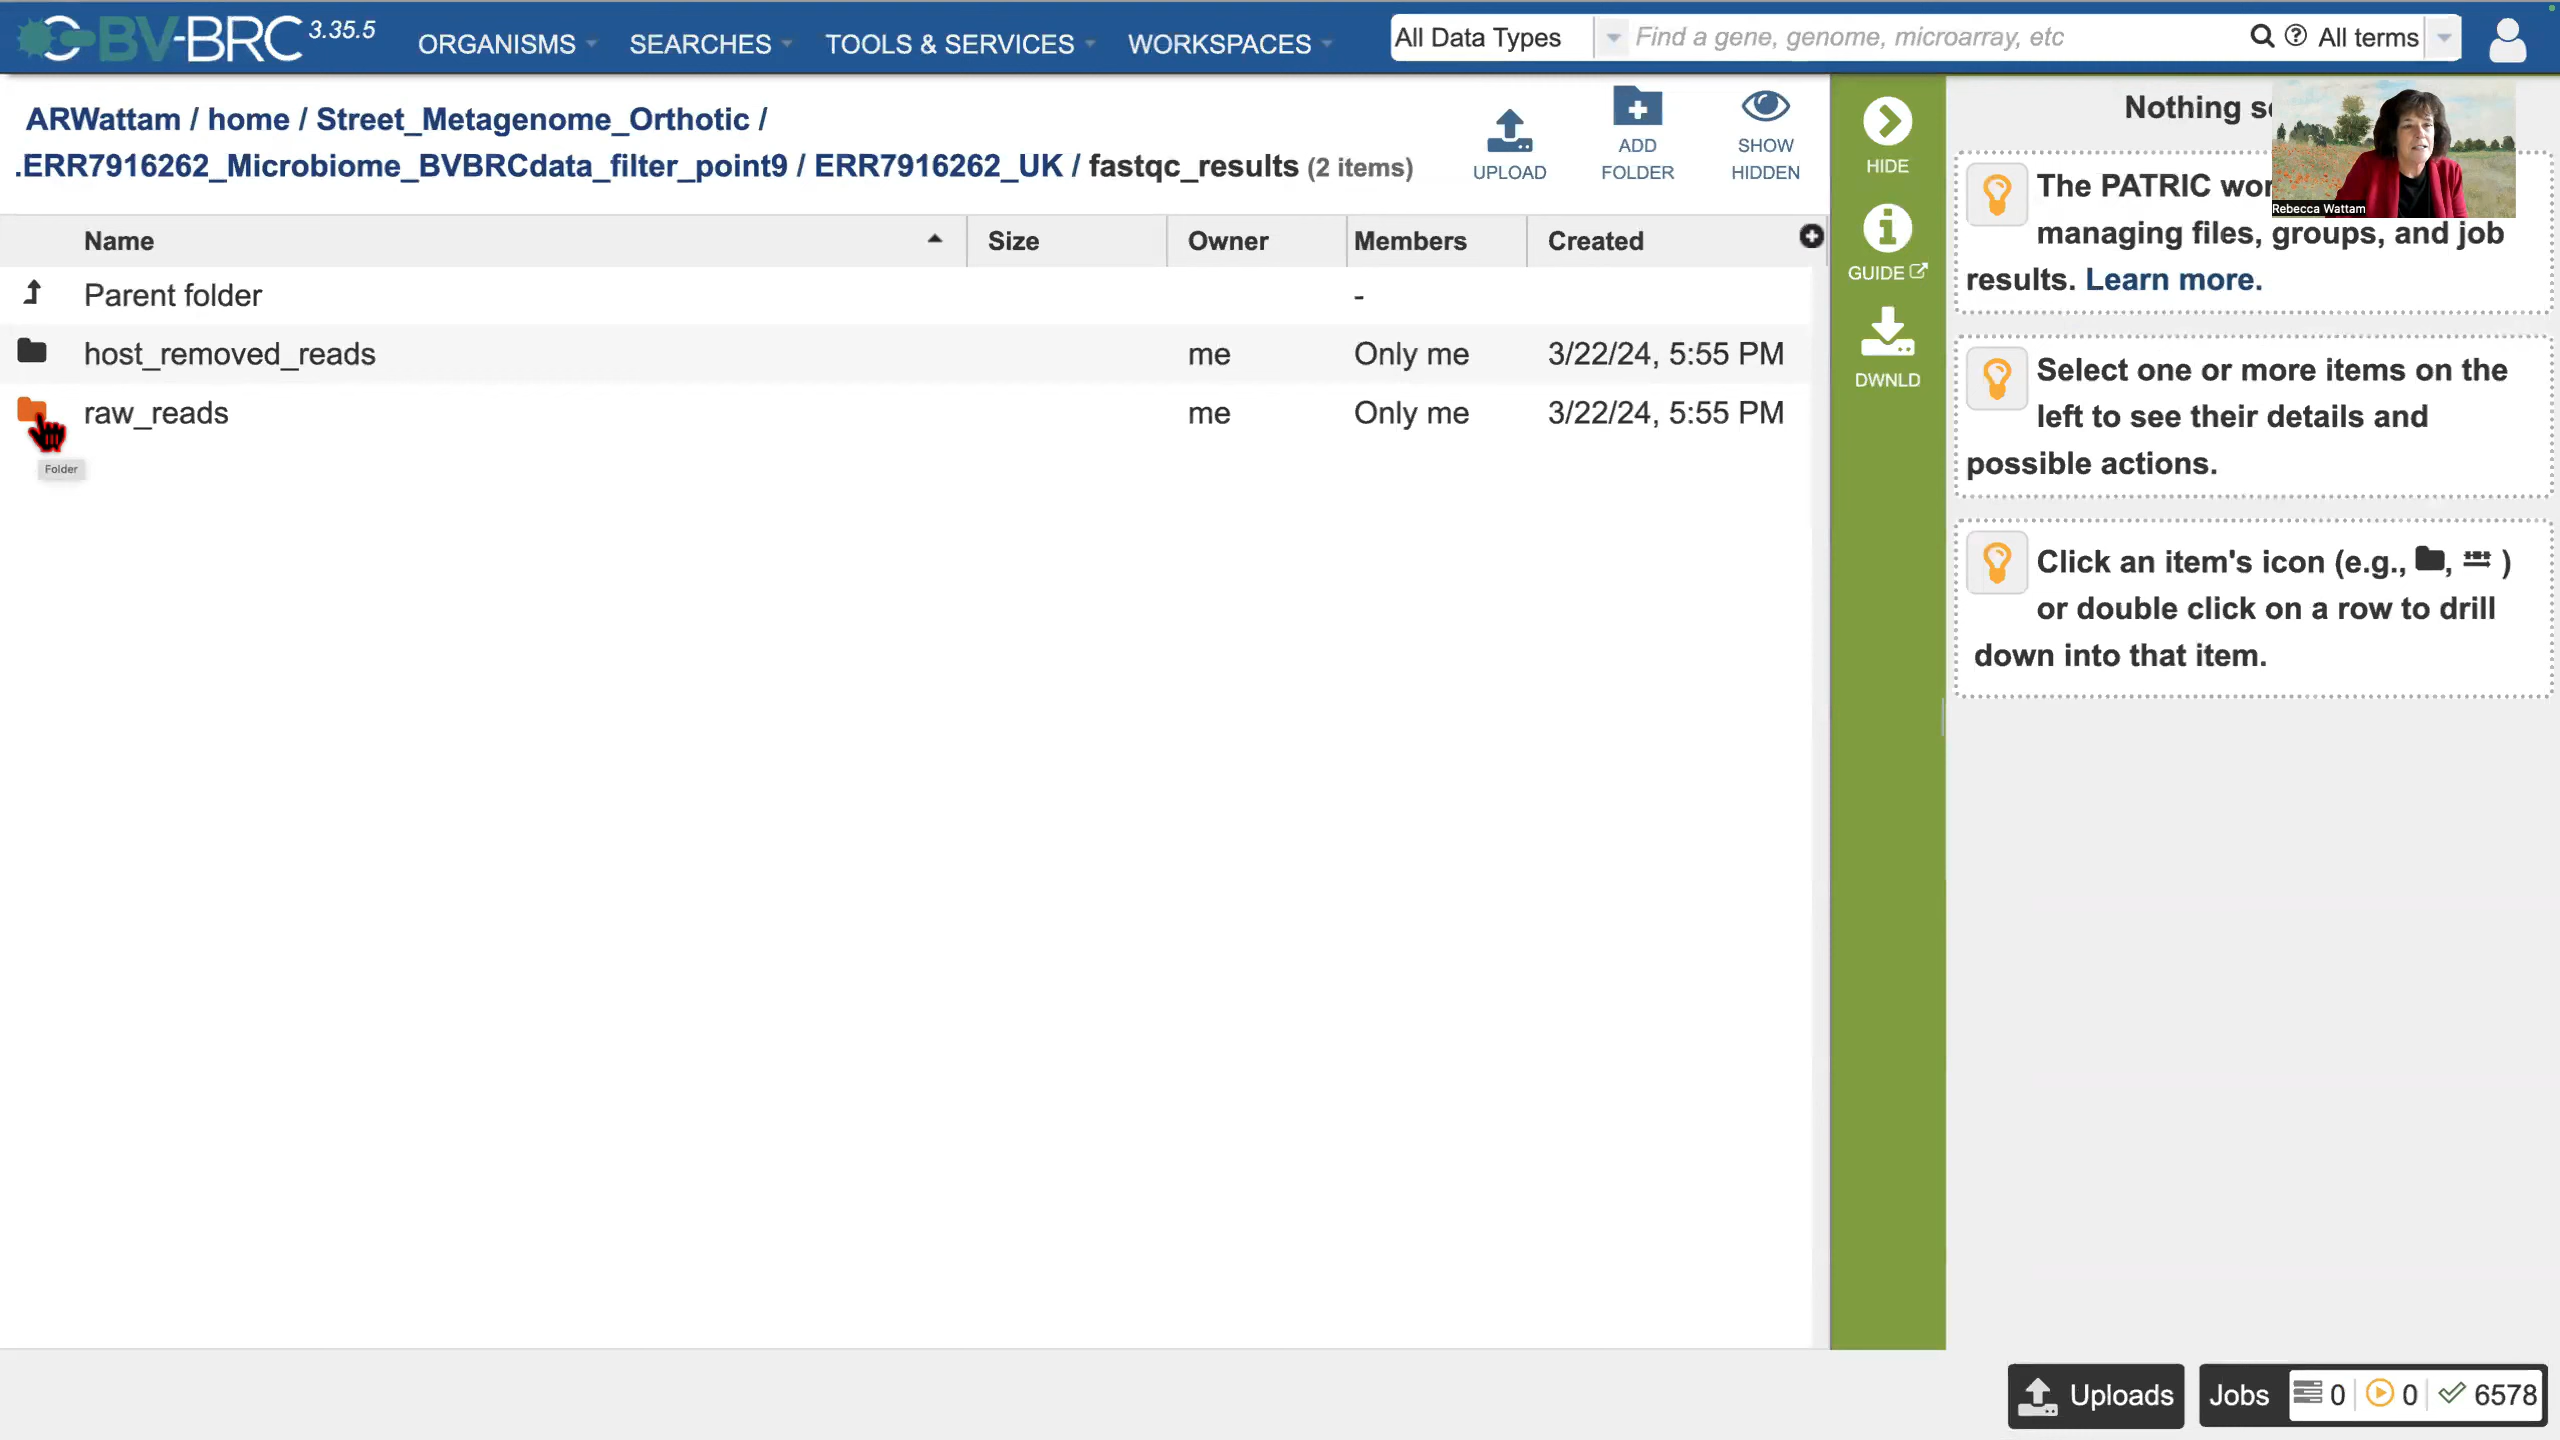 BV-BRC 3.35.5
ORGANISMS
SEARCHES
TOOLS & SERVICES
WORKSPACES
All Data Types
Find a gene, genome, microarray, etc
All terms
ARWattam / home / Street_Metagenome_Orthotic /
.ERR7916262_Microbiome_BVBRCdata_filter_point9 / ERR7916262_UK / fastqc_results (2 items)
UPLOAD
ADD
FOLDER
SHOW
HIDDEN
Name Size Owner Members Created
Parent folder -
host_removed_reads me Only me 3/22/24, 5:55 PM
raw_reads me Only me 3/22/24, 5:55 PM
Folder
HIDE
GUIDE
DWNLD
Nothing
Rebecca Wattam
The PATRIC
managing files, groups, and job
results. Learn more.
Select one or more items on the
left to see their details and
possible actions.
Click an item's icon (e.g., , )
or double click on a row to drill
down into that item.
Uploads
Jobs 0 0 6578